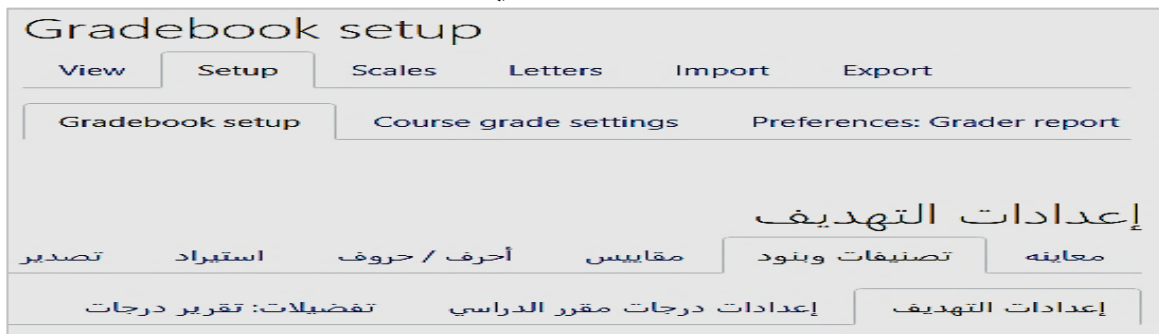 Gradebook setup
View Setup Scales Letters Import Export
Gradebook setup Course grade settings Preferences: Grader report
إعدادات التهديف
معاينه تصنيفات وبنود مقاييس أحرف / حروف استيراد تصدير
إعدادات التهديف إعدادات درجات مقرر الدراسي تفضيلات: تقرير درجات